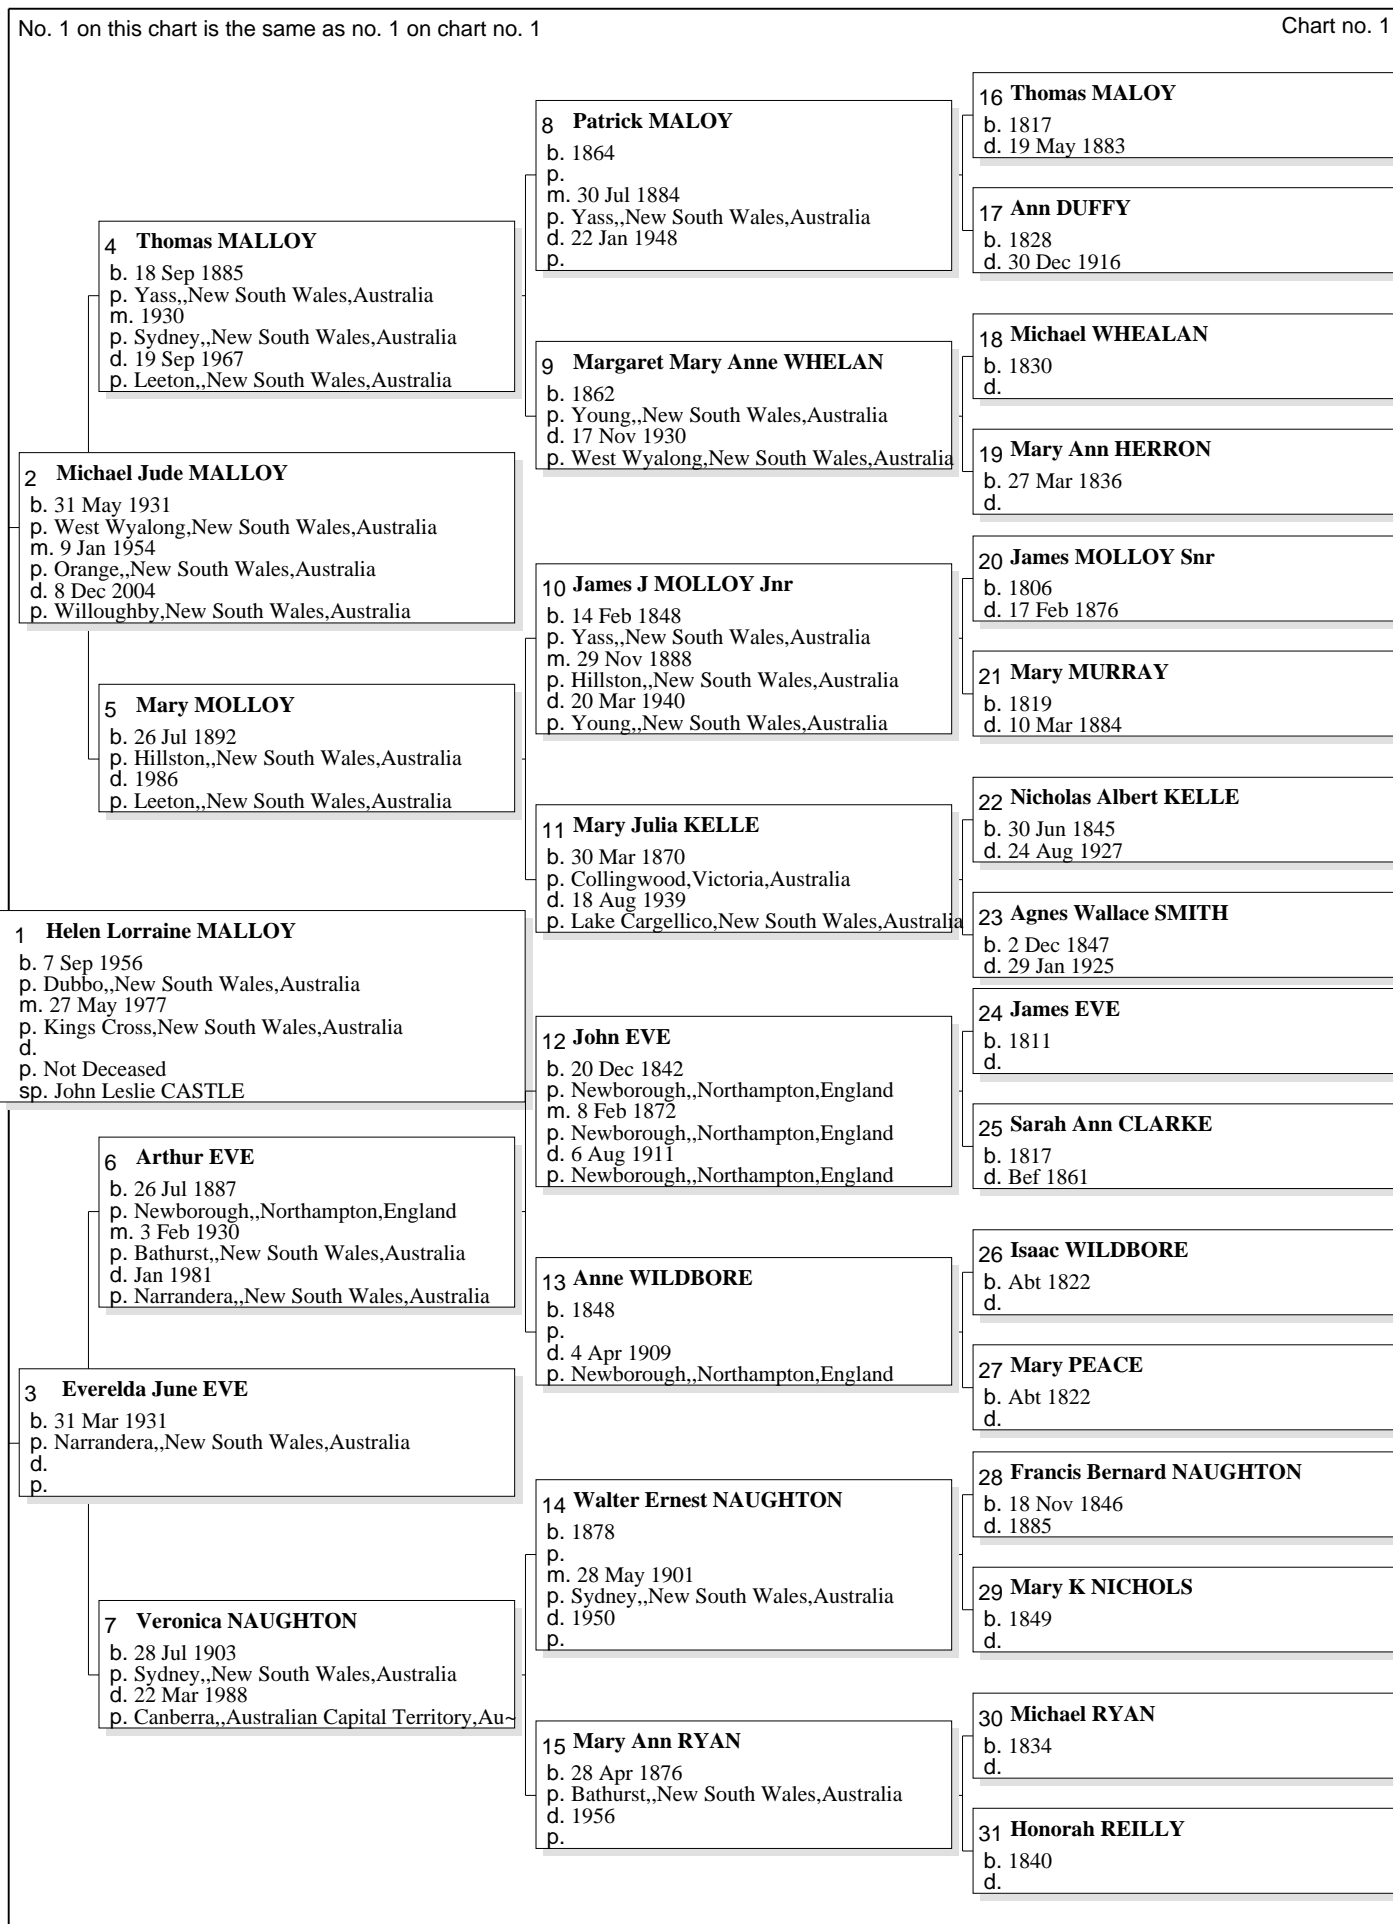 No. 1 on this chart is the same as no. 1 on chart no. 1
Chart no. 1
1 Helen Lorraine MALLOY
b. 7 Sep 1956
p. Dubbo,,New South Wales,Australia
m. 27 May 1977
p. Kings Cross,New South Wales,Australia
d.
p. Not Deceased
sp. John Leslie CASTLE
2 Michael Jude MALLOY
b. 31 May 1931
p. West Wyalong,New South Wales,Australia
m. 9 Jan 1954
p. Orange,,New South Wales,Australia
d. 8 Dec 2004
p. Willoughby,New South Wales,Australia
3 Everelda June EVE
b. 31 Mar 1931
p. Narrandera,,New South Wales,Australia
d.
p.
4 Thomas MALLOY
b. 18 Sep 1885
p. Yass,,New South Wales,Australia
m. 1930
p. Sydney,,New South Wales,Australia
d. 19 Sep 1967
p. Leeton,,New South Wales,Australia
5 Mary MOLLOY
b. 26 Jul 1892
p. Hillston,,New South Wales,Australia
d. 1986
p. Leeton,,New South Wales,Australia
6 Arthur EVE
b. 26 Jul 1887
p. Newborough,,Northampton,England
m. 3 Feb 1930
p. Bathurst,,New South Wales,Australia
d. Jan 1981
p. Narrandera,,New South Wales,Australia
7 Veronica NAUGHTON
b. 28 Jul 1903
p. Sydney,,New South Wales,Australia
d. 22 Mar 1988
p. Canberra,,Australian Capital Territory,Au~
8 Patrick MALOY
b. 1864
p.
m. 30 Jul 1884
p. Yass,,New South Wales,Australia
d. 22 Jan 1948
p.
9 Margaret Mary Anne WHELAN
b. 1862
p. Young,,New South Wales,Australia
d. 17 Nov 1930
p. West Wyalong,New South Wales,Australia
10 James J MOLLOY Jnr
b. 14 Feb 1848
p. Yass,,New South Wales,Australia
m. 29 Nov 1888
p. Hillston,,New South Wales,Australia
d. 20 Mar 1940
p. Young,,New South Wales,Australia
11 Mary Julia KELLE
b. 30 Mar 1870
p. Collingwood,Victoria,Australia
d. 18 Aug 1939
p. Lake Cargellico,New South Wales,Australia
12 John EVE
b. 20 Dec 1842
p. Newborough,,Northampton,England
m. 8 Feb 1872
p. Newborough,,Northampton,England
d. 6 Aug 1911
p. Newborough,,Northampton,England
13 Anne WILDBORE
b. 1848
p.
d. 4 Apr 1909
p. Newborough,,Northampton,England
14 Walter Ernest NAUGHTON
b. 1878
p.
m. 28 May 1901
p. Sydney,,New South Wales,Australia
d. 1950
p.
15 Mary Ann RYAN
b. 28 Apr 1876
p. Bathurst,,New South Wales,Australia
d. 1956
p.
16 Thomas MALOY
b. 1817
d. 19 May 1883
17 Ann DUFFY
b. 1828
d. 30 Dec 1916
18 Michael WHEALAN
b. 1830
d.
19 Mary Ann HERRON
b. 27 Mar 1836
d.
20 James MOLLOY Snr
b. 1806
d. 17 Feb 1876
21 Mary MURRAY
b. 1819
d. 10 Mar 1884
22 Nicholas Albert KELLE
b. 30 Jun 1845
d. 24 Aug 1927
23 Agnes Wallace SMITH
b. 2 Dec 1847
d. 29 Jan 1925
24 James EVE
b. 1811
d.
25 Sarah Ann CLARKE
b. 1817
d. Bef 1861
26 Isaac WILDBORE
b. Abt 1822
d.
27 Mary PEACE
b. Abt 1822
d.
28 Francis Bernard NAUGHTON
b. 18 Nov 1846
d. 1885
29 Mary K NICHOLS
b. 1849
d.
30 Michael RYAN
b. 1834
d.
31 Honorah REILLY
b. 1840
d.